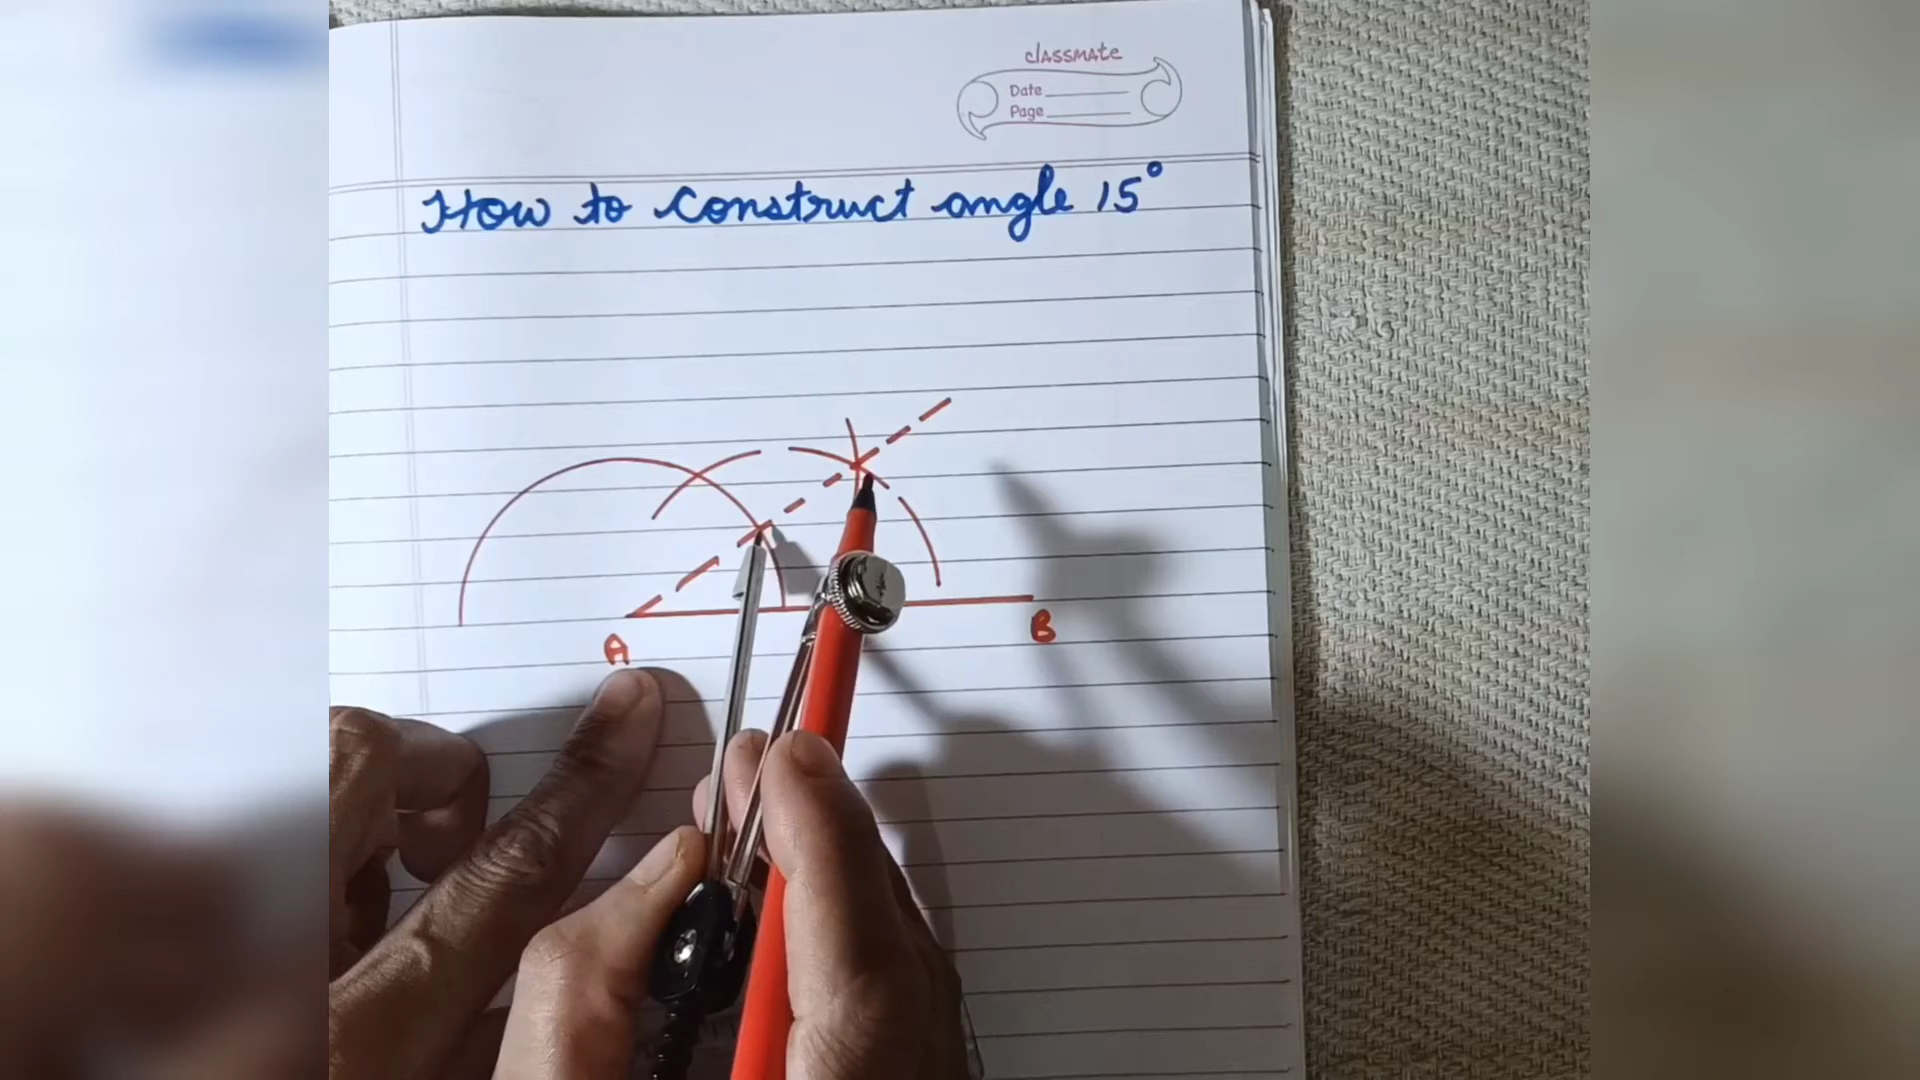 classmate
Date
Page
How to construct angle 15°
A
B